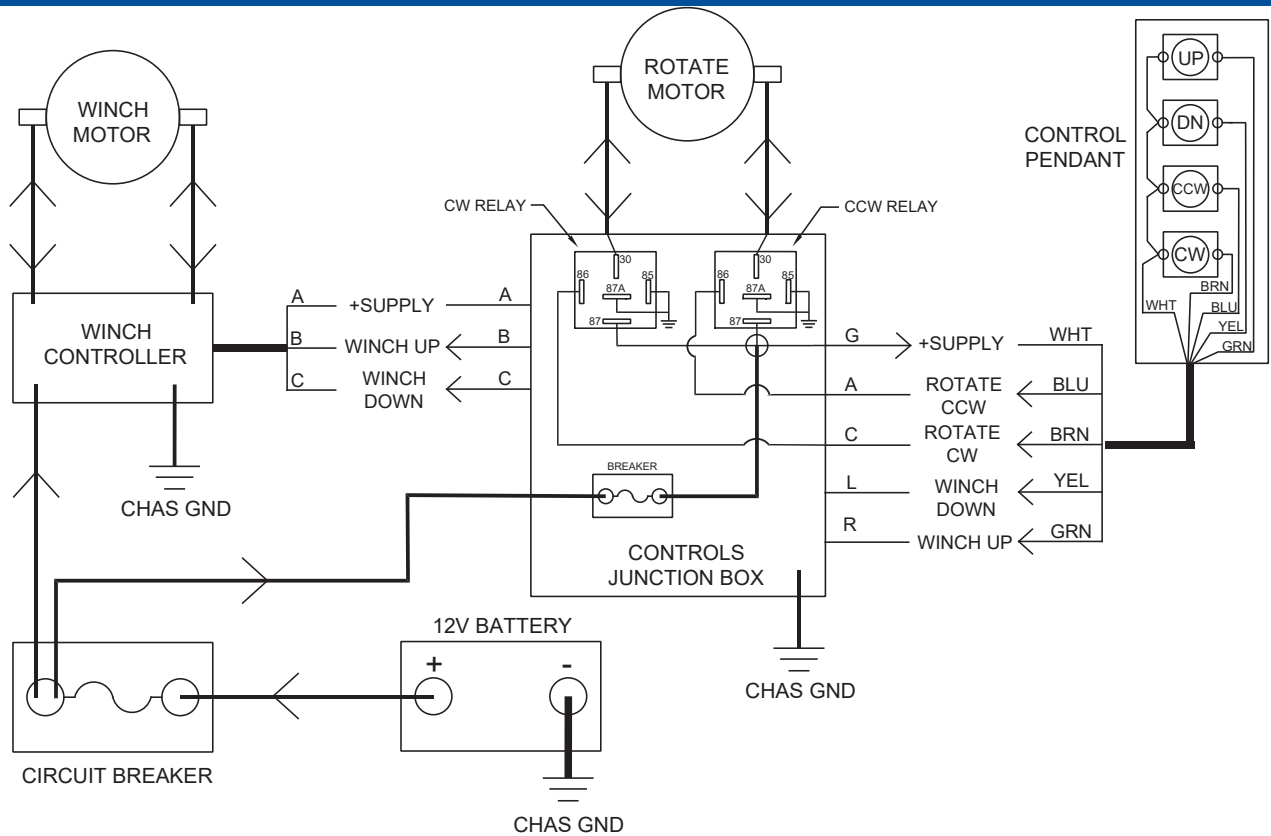 WINCH
MOTOR
ROTATE
MOTOR
CONTROL
PENDANT
UP
DN
CCW
CW
WHT
BRN
BLU
YEL
GRN
CW RELAY
CCW RELAY
30
86
85
87A
87
30
86
85
87A
87
WINCH
CONTROLLER
A
+SUPPLY
A
B
WINCH UP
B
C
WINCH
DOWN
C
G
+SUPPLY
WHT
A
ROTATE
CCW
BLU
C
ROTATE
CW
BRN
L
WINCH
DOWN
YEL
R
WINCH UP
GRN
BREAKER
CONTROLS
JUNCTION BOX
CHAS GND
CHAS GND
12V BATTERY
+
-
CIRCUIT BREAKER
CHAS GND